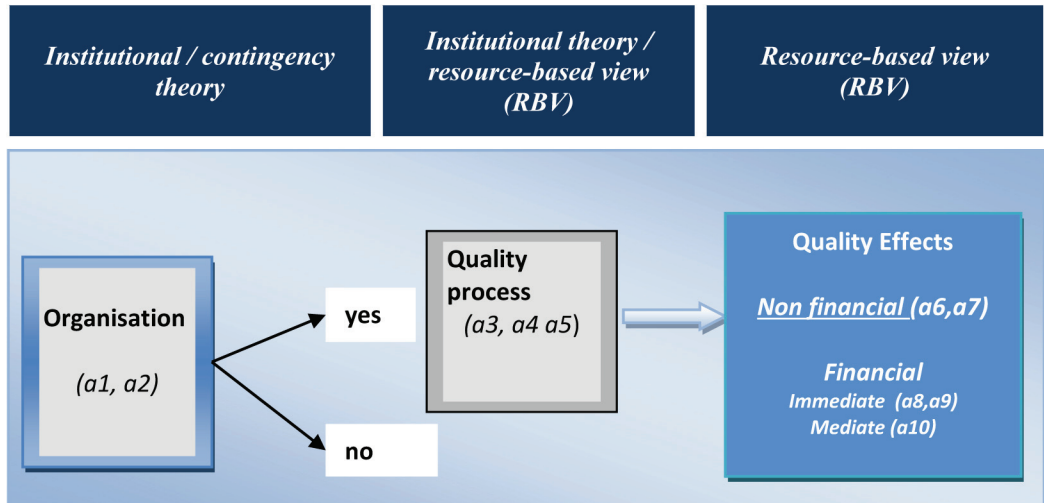 Institutional / contingency
theory
Institutional theory /
resource-based view
(RBV)
Resource-based view
(RBV)
Organisation
(a1, a2)
yes
no
Quality
process
(a3, a4 a5)
Quality Effects
Non financial (a6,a7)
Financial
Immediate (a8,a9)
Mediate (a10)